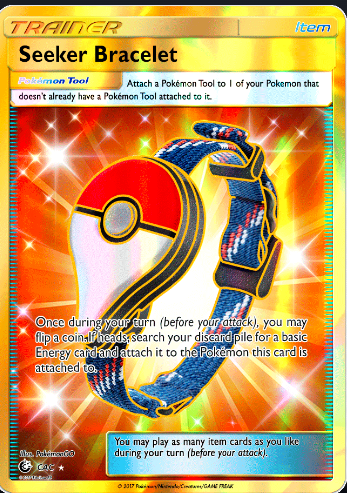 TRAINER Item
Seeker Bracelet
Pokémon Tool Attach a Pokémon Tool to 1 of your Pokemon that
doesn't already have a Pokémon Tool attached to it.
Once during your turn (before your attack), you may
flip a coin. If heads, search your discard pile for a basic
Energy card and attach it to the Pokémon this card is
attached to.
Illus. PokémonGO
CAC
You may play as many item cards as you like
during your turn (before your attack).
© 2017 Pokémon/Nintendo/Creatures/GAME FREAK